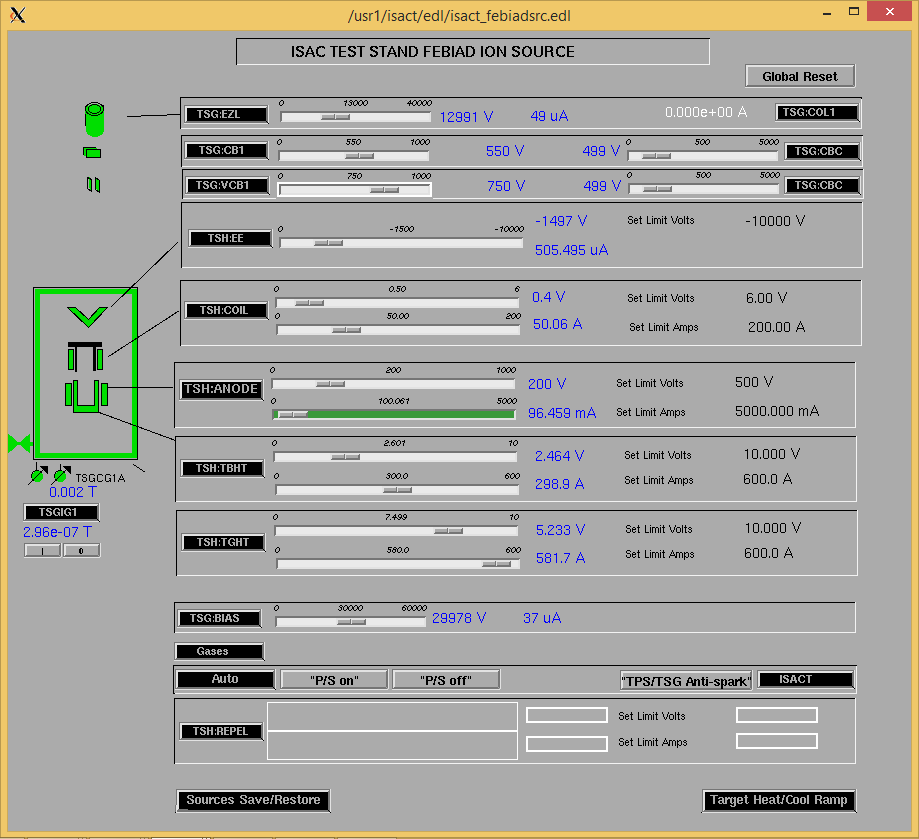 /usr1/isact/edl/isact_febiadsrc.edl
ISAC TEST STAND FEBIAD ION SOURCE
Global Reset
TSG:EZL 0 13000 40000 12991 V 49 uA 0.000e+00 A TSG:COL1
TSG:CB1 0 550 1000 550 V 499 V 0 500 5000 TSG:CBC
TSG:VCB1 0 750 1000 750 V 499 V 0 500 5000 TSG:CBC
TSH:EE 0 -1500 -10000 -1497 V Set Limit Volts -10000 V
505.495 uA
TSH:COIL 0 0.50 6 0.4 V Set Limit Volts 6.00 V
0 50.00 200 50.06 A Set Limit Amps 200.00 A
TSH:ANODE 0 200 1000 200 V Set Limit Volts 500 V
0 100.061 5000 96.459 mA Set Limit Amps 5000.000 mA
TSH:TBHT 0 2.601 10 2.464 V Set Limit Volts 10.000 V
0 300.0 600 298.9 A Set Limit Amps 600.0 A
TSGCG1A
0.002 T
TSGIG1
2.96e-07 T
I 0
TSH:TGHT 0 7.499 10 5.233 V Set Limit Volts 10.000 V
0 580.0 600 581.7 A Set Limit Amps 600.0 A
TSG:BIAS 0 30000 60000 29978 V 37 uA
Gases
Auto "P/S on" "P/S off" "TPS/TSG Anti-spark" ISACT
TSH:REPEL Set Limit Volts
Set Limit Amps
Sources Save/Restore Target Heat/Cool Ramp